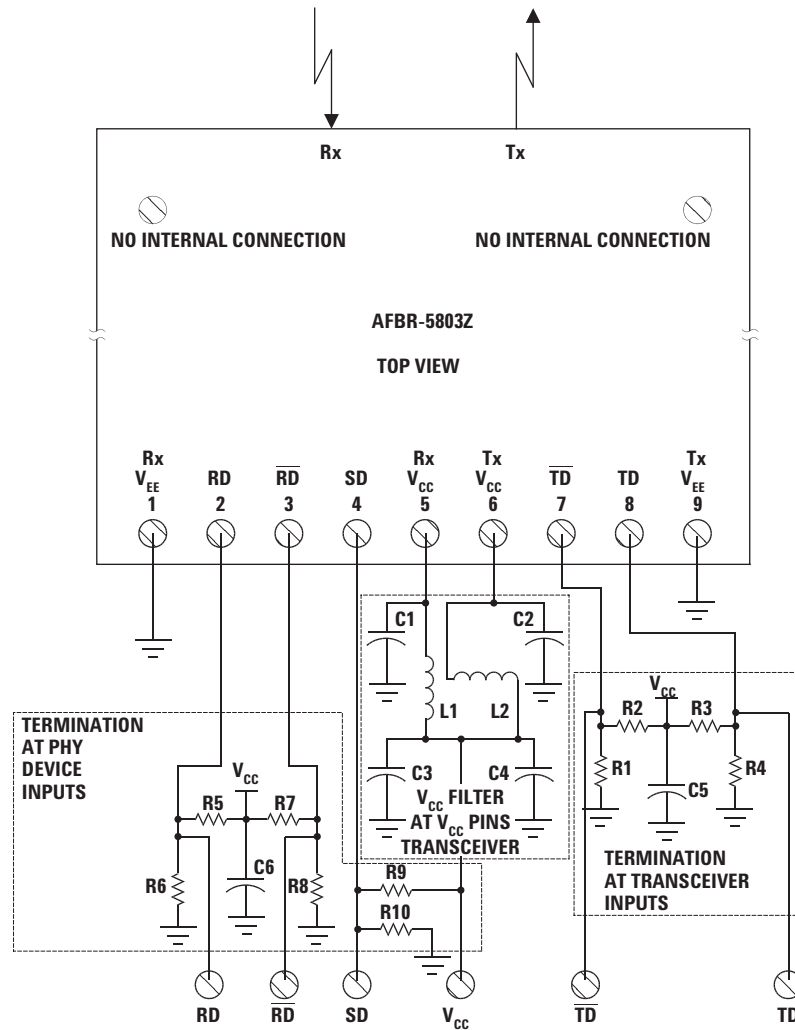 Rx Tx
NO INTERNAL CONNECTION NO INTERNAL CONNECTION
AFBR-5803Z
TOP VIEW
Rx Rx Tx Tx
VEE RD R̅D̅ SD VCC VCC T̅D̅ TD VEE
1 2 3 4 5 6 7 8 9
C1 C2
L1 L2
C3 C4
VCC FILTER
AT VCC PINS
TRANSCEIVER
TERMINATION
AT PHY
DEVICE
INPUTS
VCC
R5 R7
R6 C6 R8
R9
R10
VCC
R2 R3
R1 C5 R4
TERMINATION
AT TRANSCEIVER
INPUTS
RD R̅D̅ SD VCC T̅D̅ TD